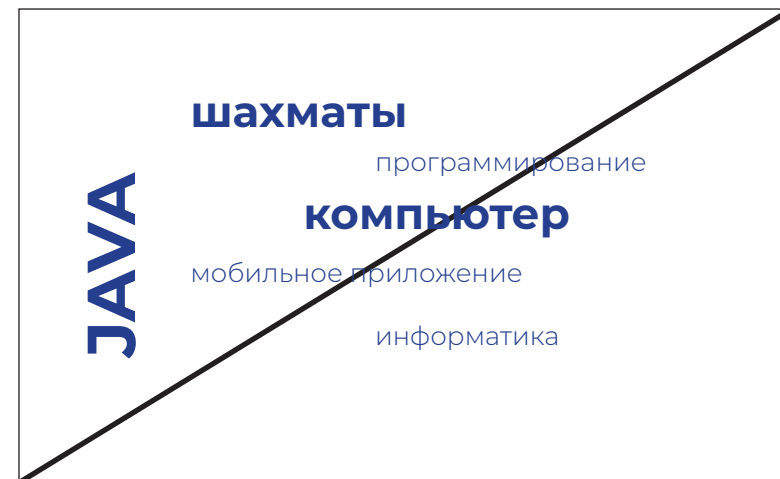 шахматы
программирование
JAVA
компьютер
мобильное приложение
информатика